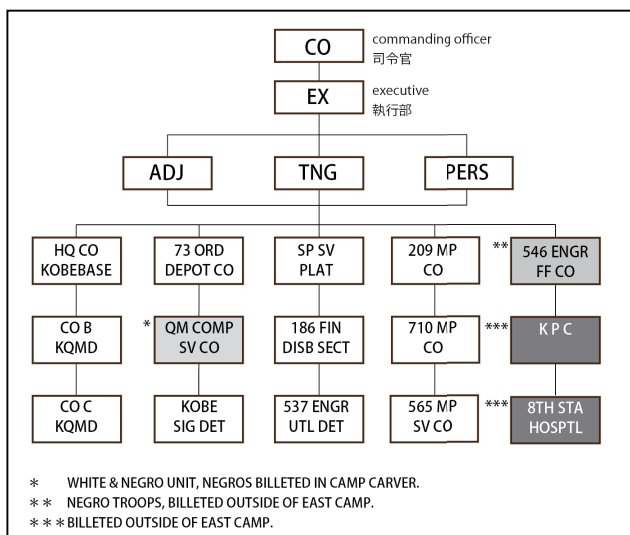 CO
commanding officer
司令官
EX
executive
執行部
ADJ
TNG
PERS
HQ CO
KOBEBASE
73 ORD
DEPOT CO
SP SV
PLAT
209 MP
CO
**
546 ENGR
FF CO
CO B
KQMD
*
QM COMP
SV CO
186 FIN
DISB SECT
710 MP
CO
***
K P C
CO C
KQMD
KOBE
SIG DET
537 ENGR
UTL DET
565 MP
SV CO
***
8TH STA
HOSPTL
* WHITE & NEGRO UNIT, NEGROS BILLETED IN CAMP CARVER.
** NEGRO TROOPS, BILLETED OUTSIDE OF EAST CAMP.
*** BILLETED OUTSIDE OF EAST CAMP.